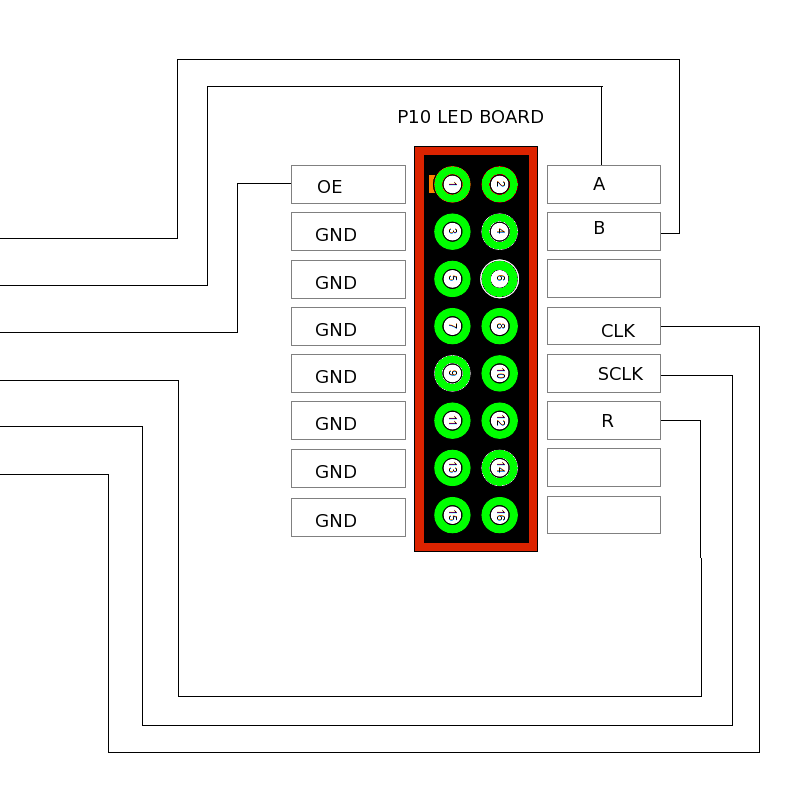 P10 LED BOARD
OE 1 2 A
GND 3 4 B
GND 5 6
GND 7 8 CLK
GND 9 10 SCLK
GND 11 12 R
GND 13 14
GND 15 16